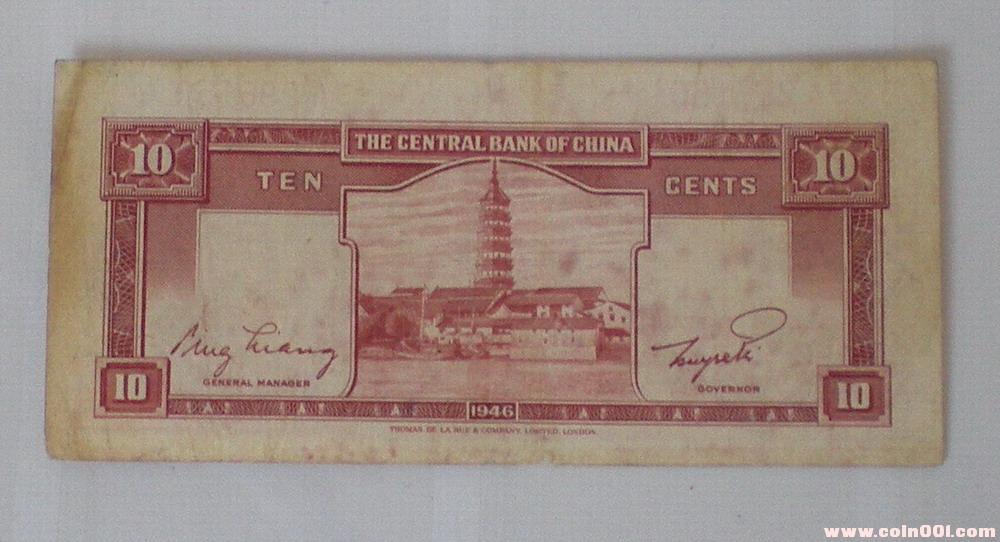 THE CENTRAL BANK OF CHINA
10 10
TEN CENTS
GENERAL MANAGER GOVERNOR
10 10
1946
THOMAS DE LA RUE & COMPANY, LIMITED, LONDON.
www.coin001.com